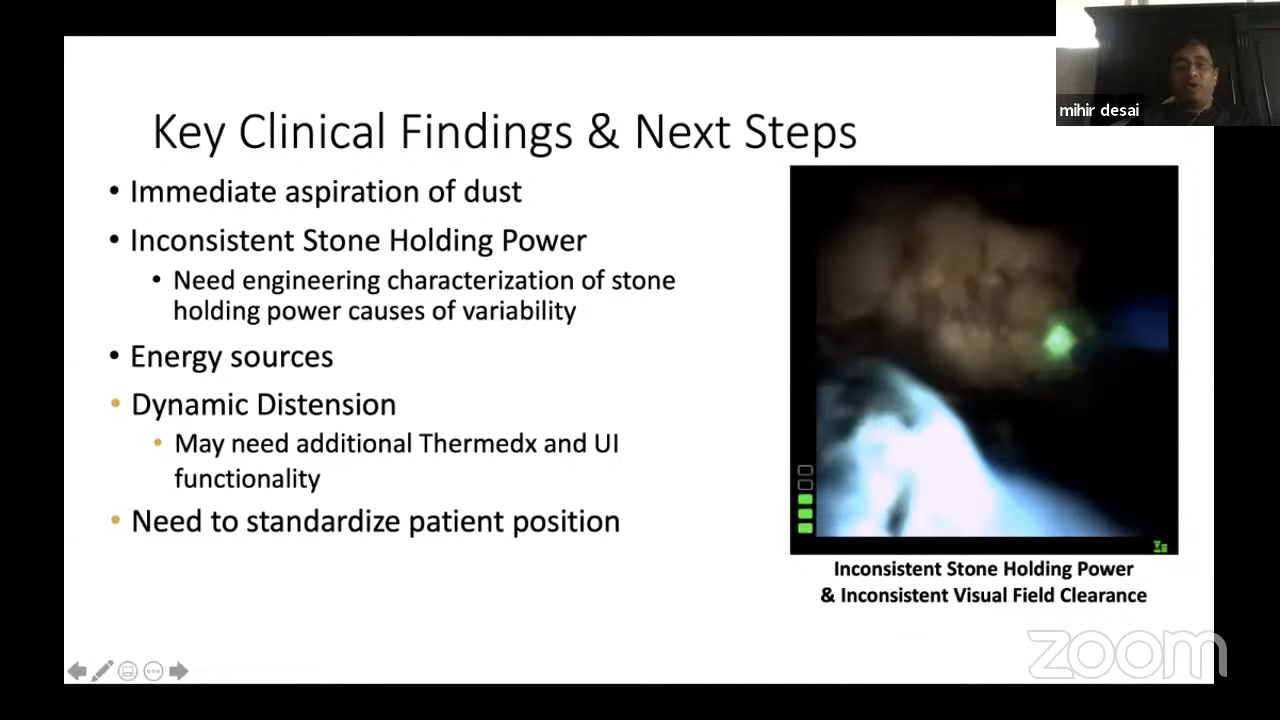 mihir desai
Key Clinical Findings & Next Steps
• Immediate aspiration of dust
• Inconsistent Stone Holding Power
• Need engineering characterization of stone
holding power causes of variability
• Energy sources
• Dynamic Distension
• May need additional Thermedx and UI
functionality
• Need to standardize patient position
Inconsistent Stone Holding Power
& Inconsistent Visual Field Clearance
zoom